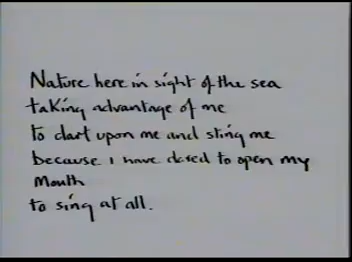 Nature here in sight of the sea
taking advantage of me
to dart upon me and sting me
because I have dared to open my
Mouth
to sing at all.